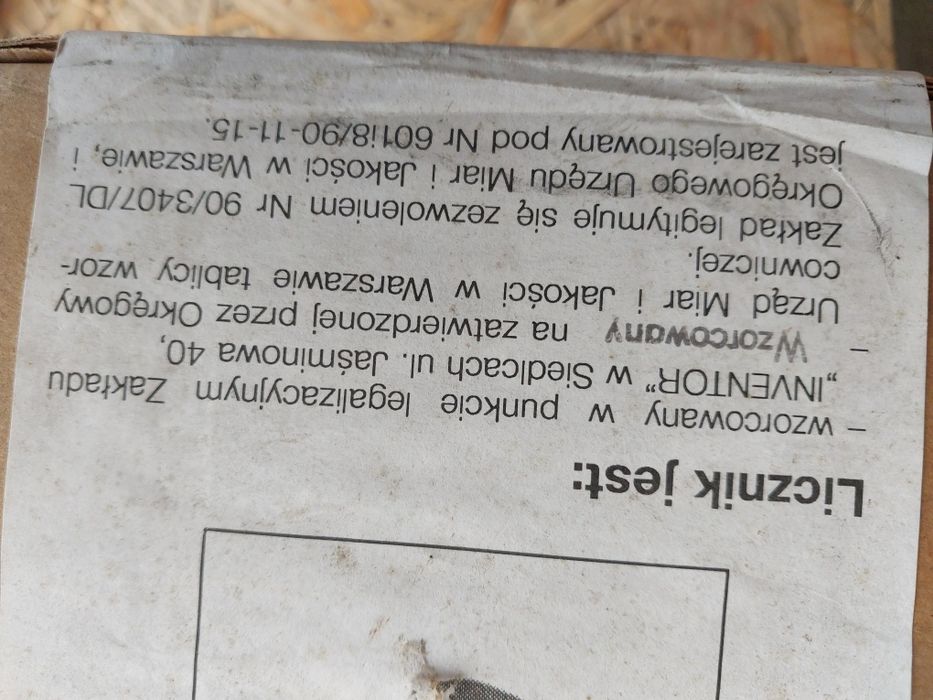 Licznik jest:
– wzorcowany w punkcie legalizacyjnym Zakładu
„INVENTOR” w Siedlcach ul. Jaśminowa 40,
– Wzorcowany na zatwierdzonej przez Okręgowy
Urząd Miar i Jakości w Warszawie tablicy wzor-
cowniczej.
Zakład legitymuje się zezwoleniem Nr 90/3407/DL
Okręgowego Urzędu Miar i Jakości w Warszawie, i
jest zarejestrowany pod Nr 601i8/90-11-15.